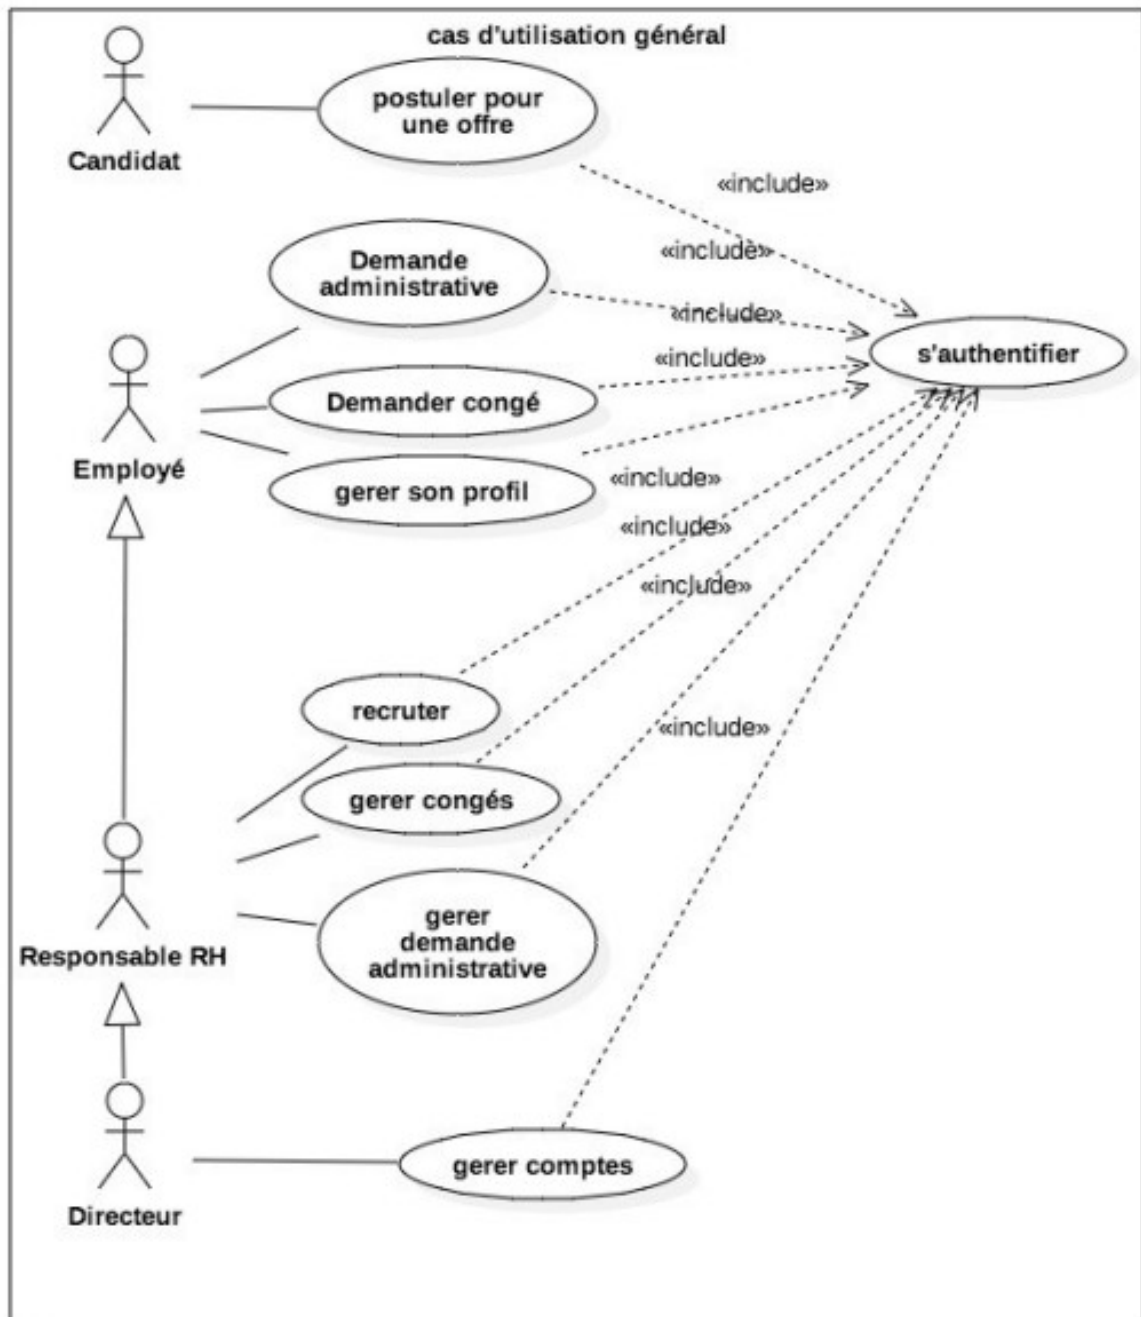 cas d'utilisation général
postuler pour
une offre
Candidat
«include»
«include»
Demande
administrative
«include»
s'authentifier
«include»
Demander congé
Employé
gerer son profil
«include»
«include»
«include»
recruter
«include»
gerer congés
gerer
demande
administrative
Responsable RH
gerer comptes
Directeur